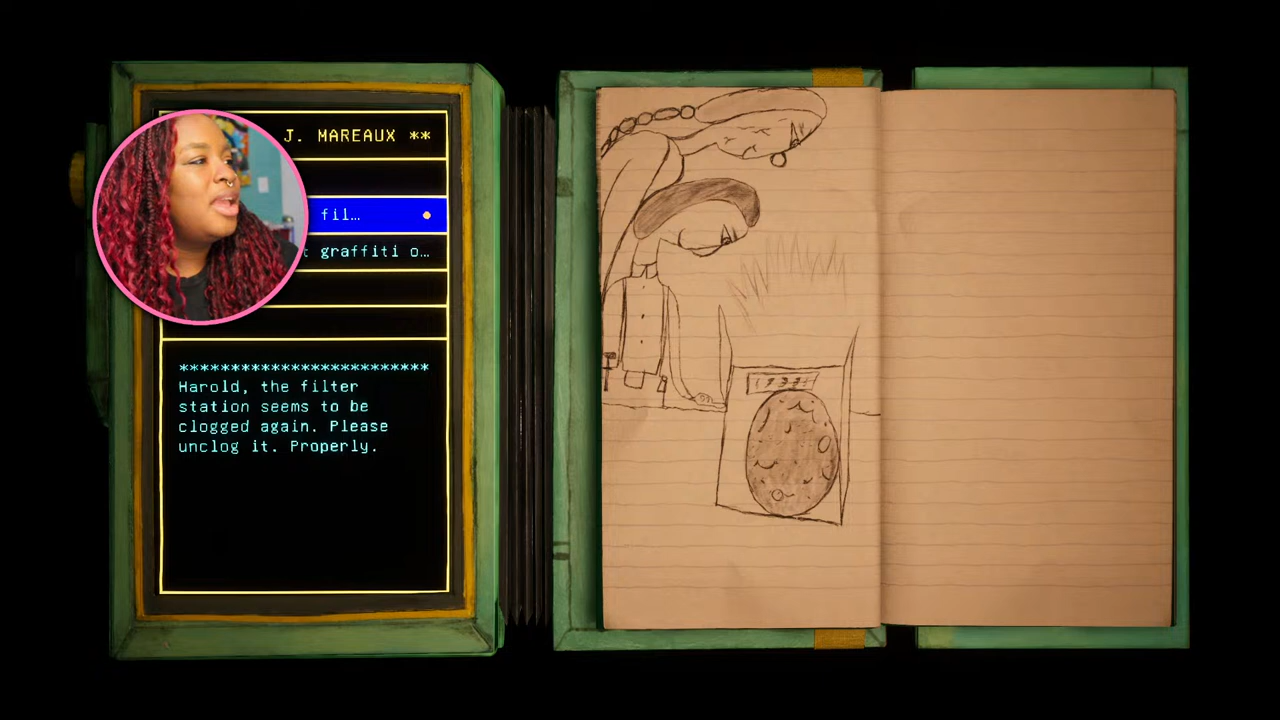 J. MAREAUX **
fil…
graffiti o…
*************************
Harold, the filter
station seems to be
clogged again. Please
unclog it. Properly.